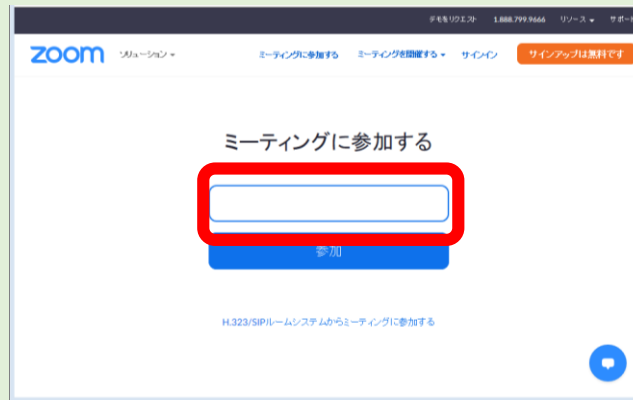 デモをリクエスト 1.888.799.9666 リソース サポート
zoom ソリューション ミーティングに参加する ミーティングを開催する サインイン サインアップは無料です
ミーティングに参加する
参加
H.323/SIPルームシステムからミーティングに参加する